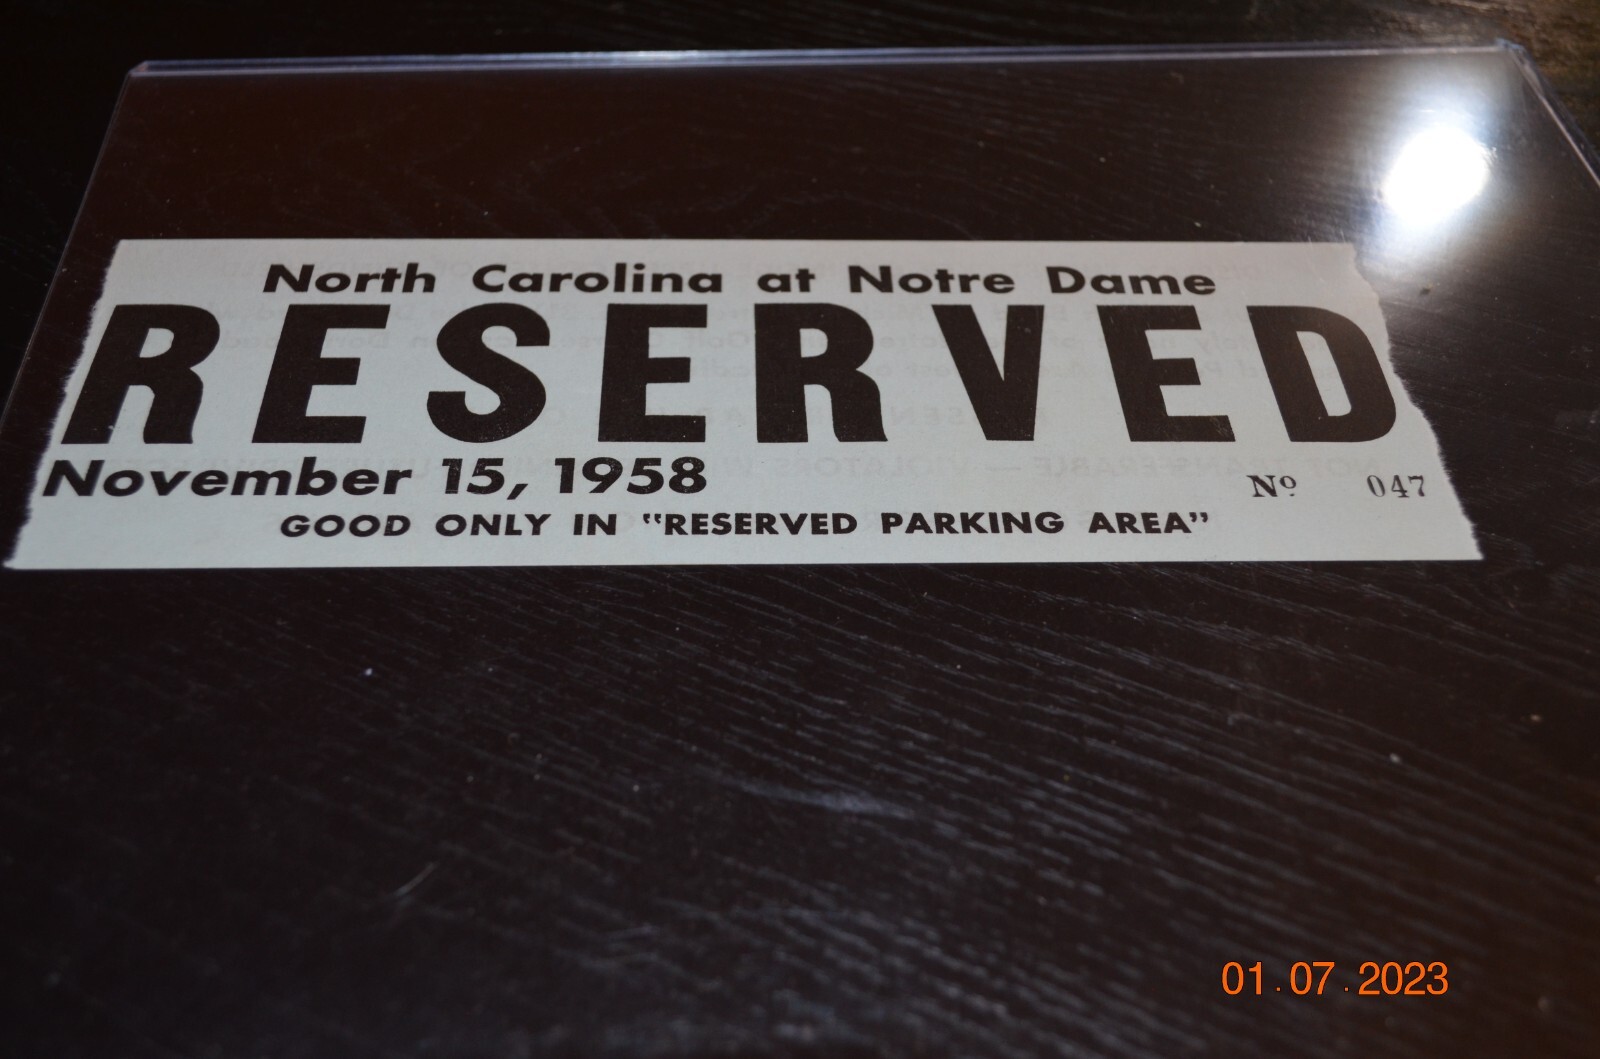 North Carolina at Notre Dame
RESERVED
November 15, 1958
Nº 047
GOOD ONLY IN "RESERVED PARKING AREA"
01.07.2023